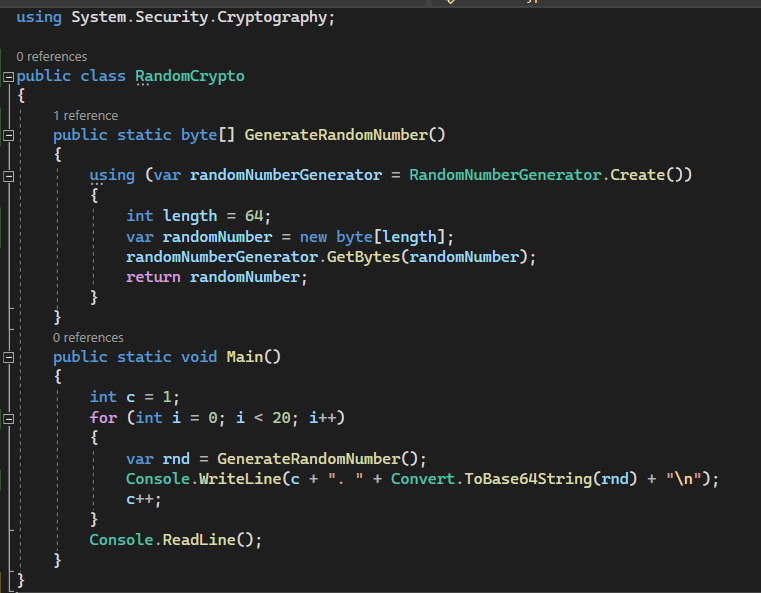 using System.Security.Cryptography;
0 references
public class RandomCrypto
{
1 reference
public static byte[] GenerateRandomNumber()
{
using (var randomNumberGenerator = RandomNumberGenerator.Create())
{
int length = 64;
var randomNumber = new byte[length];
randomNumberGenerator.GetBytes(randomNumber);
return randomNumber;
}
}
0 references
public static void Main()
{
int c = 1;
for (int i = 0; i < 20; i++)
{
var rnd = GenerateRandomNumber();
Console.WriteLine(c + ". " + Convert.ToBase64String(rnd) + "\n");
c++;
}
Console.ReadLine();
}
}